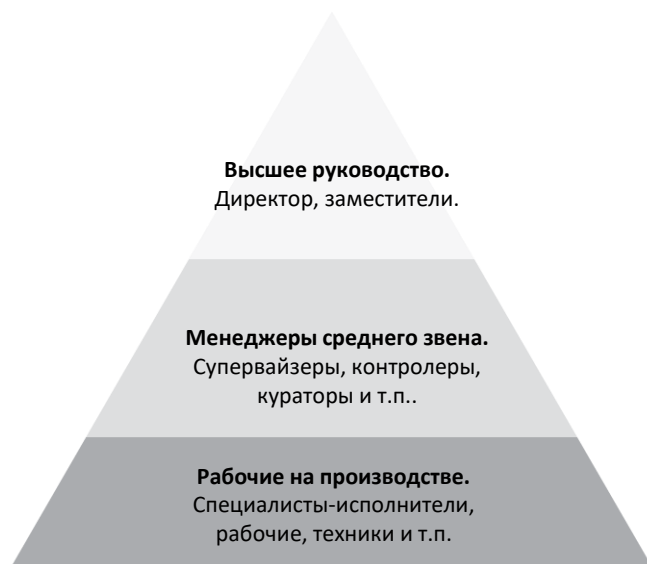 Высшее руководство.
Директор, заместители.
Менеджеры среднего звена.
Супервайзеры, контролеры,
кураторы и т.п..
Рабочие на производстве.
Специалисты-исполнители,
рабочие, техники и т.п.